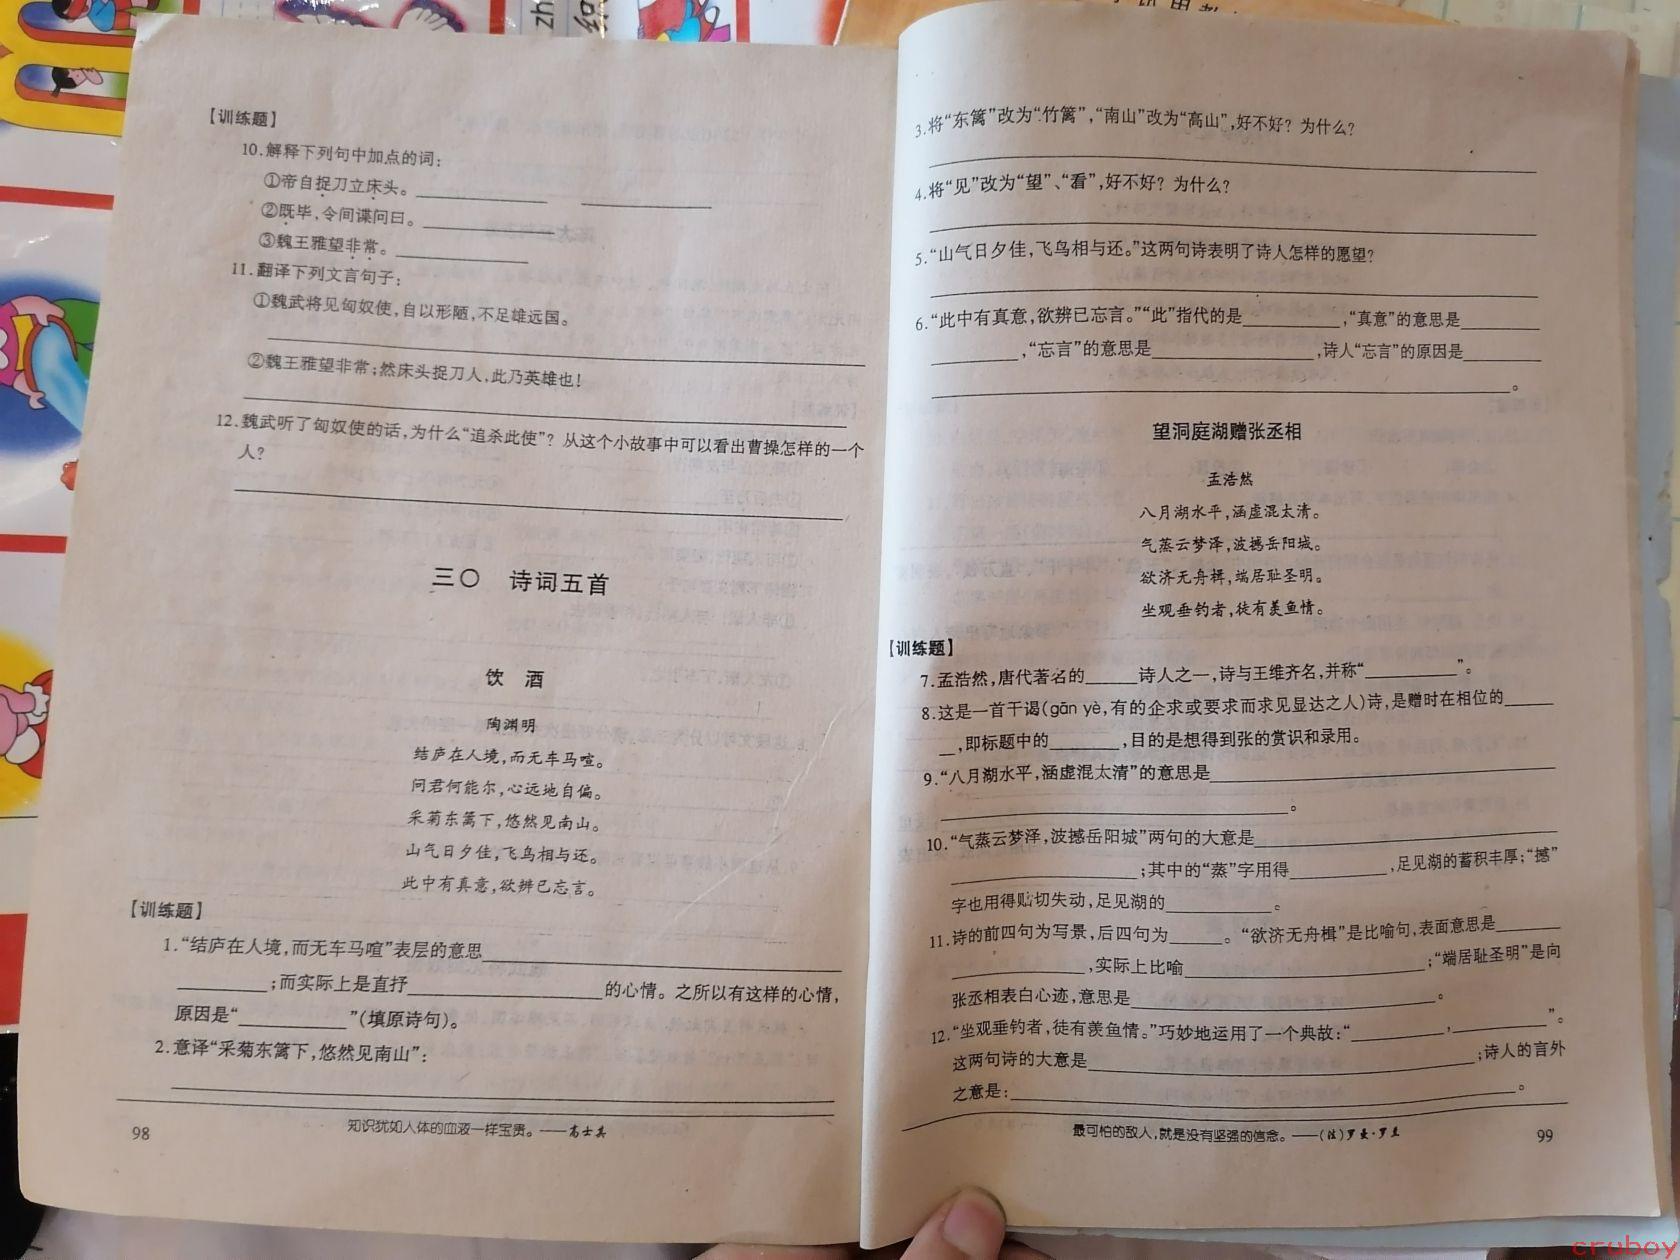 【训练题】
10.解释下列句中加点的词：
①帝自捉刀立床头。
②既毕，令间谍问曰。
③魏王雅望非常。
11.翻译下列文言句子：
①魏武将见匈奴使，自以形陋，不足雄远国。
②魏王雅望非常；然床头捉刀人，此乃英雄也！
12.魏武听了匈奴使的话，为什么“追杀此使”？从这个小故事中可以看出曹操怎样的一个
人？
三〇 诗词五首
饮 酒
陶渊明
结庐在人境，而无车马喧。
问君何能尔，心远地自偏。
采菊东篱下，悠然见南山。
山气日夕佳，飞鸟相与还。
此中有真意，欲辨已忘言。
【训练题】
1.“结庐在人境，而无车马喧”表层的意思
；而实际上是直抒 的心情。之所以有这样的心情，
原因是“ ”（填原诗句）。
2.意译“采菊东篱下，悠然见南山”：
知识犹如人体的血液一样宝贵。——高士其
98
3.将“东篱”改为“竹篱”，“南山”改为“高山”，好不好？为什么？
4.将“见”改为“望”、“看”，好不好？为什么？
5.“山气日夕佳，飞鸟相与还。”这两句诗表明了诗人怎样的愿望？
6.“此中有真意，欲辨已忘言。”“此”指代的是 ，“真意”的意思是
，“忘言”的意思是 ，诗人“忘言”的原因是
。
望洞庭湖赠张丞相
孟浩然
八月湖水平，涵虚混太清。
气蒸云梦泽，波撼岳阳城。
欲济无舟楫，端居耻圣明。
坐观垂钓者，徒有羡鱼情。
【训练题】
7.孟浩然，唐代著名的 诗人之一，诗与王维齐名，并称“ ”。
8.这是一首干谒（gān yè，有的企求或要求而求见显达之人）诗，是赠时在相位的
，即标题中的 ，目的是想得到张的赏识和录用。
9.“八月湖水平，涵虚混太清”的意思是
。
10.“气蒸云梦泽，波撼岳阳城”两句的大意是
；其中的“蒸”字用得 ，足见湖的蓄积丰厚；“撼”
字也用得贴切失动，足见湖的 。
11.诗的前四句为写景，后四句为 。“欲济无舟楫”是比喻句，表面意思是
，实际上比喻 ；“端居耻圣明”是向
张丞相表白心迹，意思是 。
12.“坐观垂钓者，徒有羡鱼情。”巧妙地运用了一个典故：“ ， ”。
这两句诗的大意是 ；诗人的言外
之意是： 。
最可怕的敌人，就是没有坚强的信念。——（法）罗曼·罗兰
99
cruboy